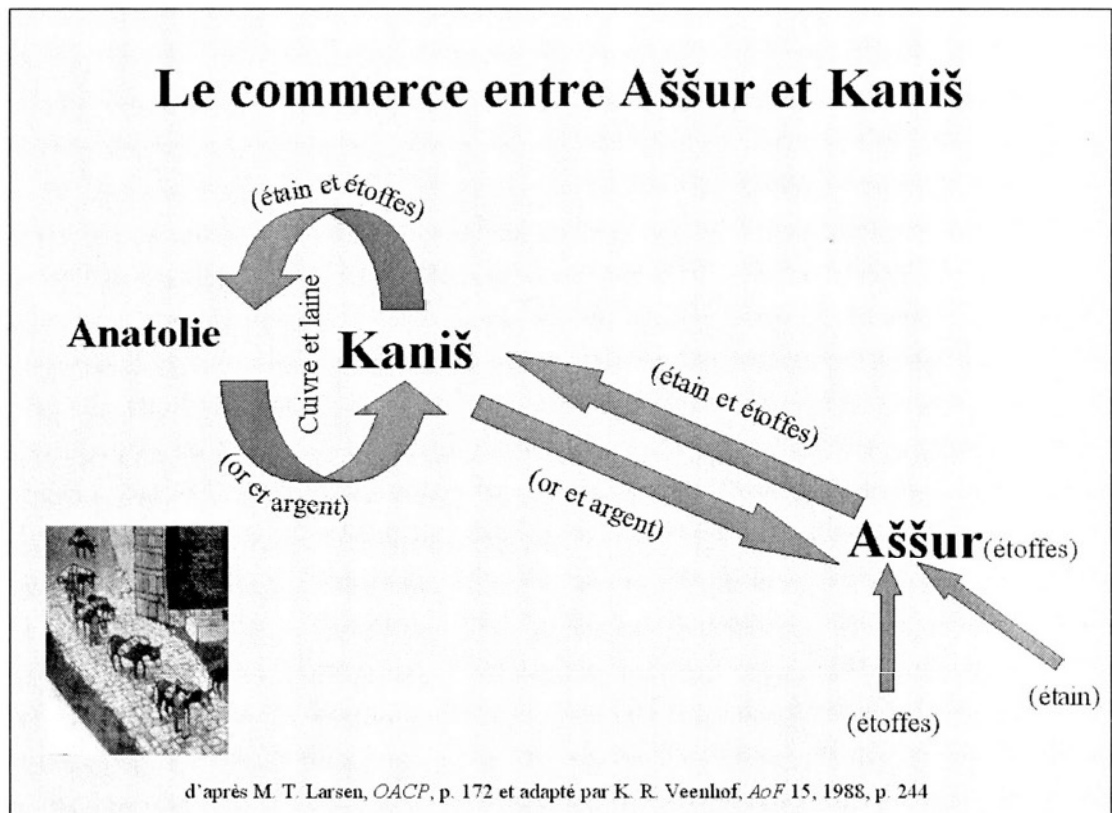 Le commerce entre Aššur et Kaniš
(étain et étoffes)
Cuivre et laine
Anatolie
Kaniš
(or et argent)
(étain et étoffes)
(or et argent)
Aššur (étoffes)
(étoffes)
(étain)
d`après M. T. Larsen, OACP, p. 172 et adapté par K. R. Veenhof, AoF 15, 1988, p. 244